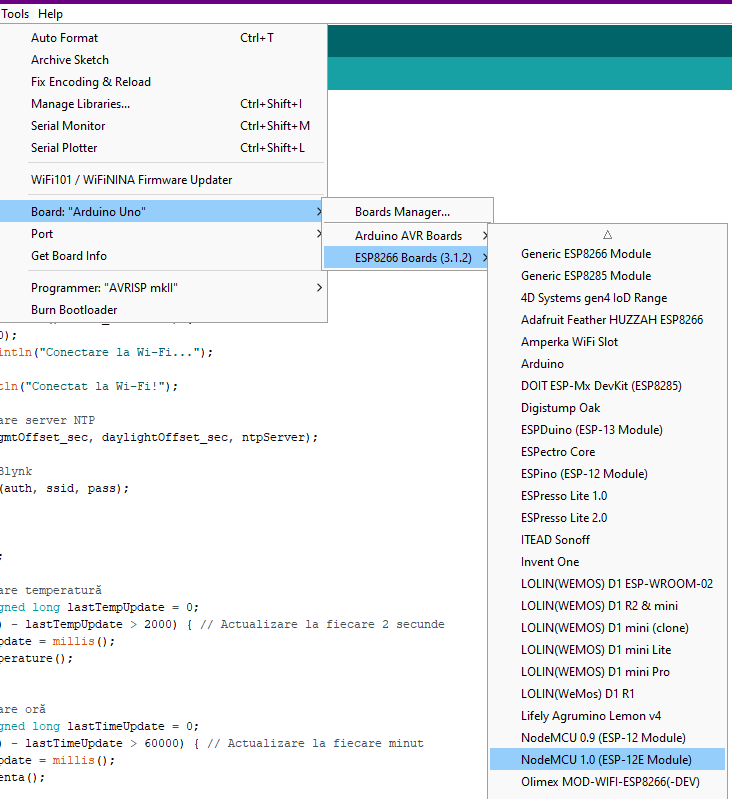 Tools Help
Auto Format Ctrl+T
Archive Sketch
Fix Encoding & Reload
Manage Libraries... Ctrl+Shift+I
Serial Monitor Ctrl+Shift+M
Serial Plotter Ctrl+Shift+L
WiFi101 / WiFiNINA Firmware Updater
Board: "Arduino Uno"
Port
Get Board Info
Programmer: "AVRISP mkII"
Burn Bootloader
Boards Manager...
Arduino AVR Boards
ESP8266 Boards (3.1.2)
Generic ESP8266 Module
Generic ESP8285 Module
4D Systems gen4 IoD Range
Adafruit Feather HUZZAH ESP8266
Amperka WiFi Slot
Arduino
DOIT ESP-Mx DevKit (ESP8285)
Digistump Oak
ESPDuino (ESP-13 Module)
ESPectro Core
ESPino (ESP-12 Module)
ESPresso Lite 1.0
ESPresso Lite 2.0
ITEAD Sonoff
Invent One
LOLIN(WEMOS) D1 ESP-WROOM-02
LOLIN(WEMOS) D1 R2 & mini
LOLIN(WEMOS) D1 mini (clone)
LOLIN(WEMOS) D1 mini Lite
LOLIN(WEMOS) D1 mini Pro
LOLIN(WeMos) D1 R1
Lifely Agrumino Lemon v4
NodeMCU 0.9 (ESP-12 Module)
NodeMCU 1.0 (ESP-12E Module)
Olimex MOD-WIFI-ESP8266(-DEV)
0);
intln("Conectare la Wi-Fi...");
tln("Conectat la Wi-Fi!");
are server NTP
gmtOffset_sec, daylightOffset_sec, ntpServer);
Blynk
(auth, ssid, pass);
;
are temperatură
gned long lastTempUpdate = 0;
) - lastTempUpdate > 2000) { // Actualizare la fiecare 2 secunde
pdate = millis();
perature();
are oră
gned long lastTimeUpdate = 0;
) - lastTimeUpdate > 60000) { // Actualizare la fiecare minut
pdate = millis();
enta();